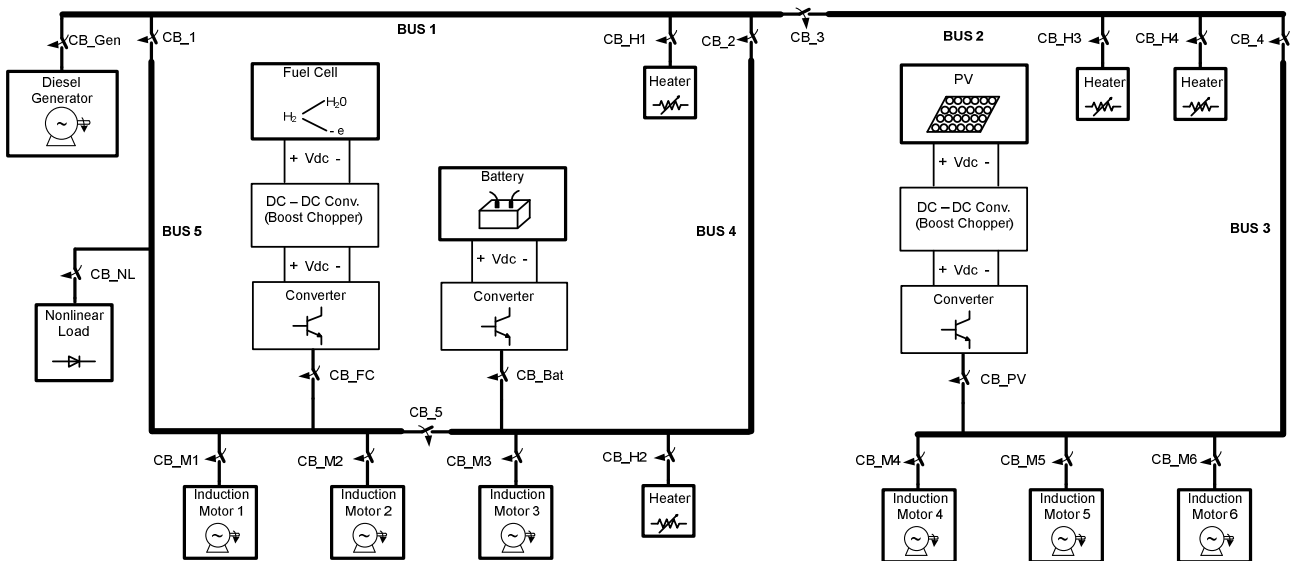 BUS 1
CB_3
BUS 2
CB_Gen
CB_1
CB_H1
CB_2
CB_H3
CB_H4
CB_4
Diesel
Generator
~
Fuel Cell
H2
H20
- e
+ Vdc -
DC – DC Conv.
(Boost Chopper)
+ Vdc -
Converter
CB_FC
Battery
+ Vdc -
Converter
CB_Bat
Heater
PV
+ Vdc -
DC – DC Conv.
(Boost Chopper)
+ Vdc -
Converter
CB_PV
Heater
Heater
BUS 5
BUS 4
BUS 3
CB_NL
Nonlinear
Load
CB_5
CB_M1
CB_M2
CB_M3
CB_H2
CB_M4
CB_M5
CB_M6
Induction
Motor 1
~
Induction
Motor 2
~
Induction
Motor 3
~
Heater
Induction
Motor 4
~
Induction
Motor 5
~
Induction
Motor 6
~